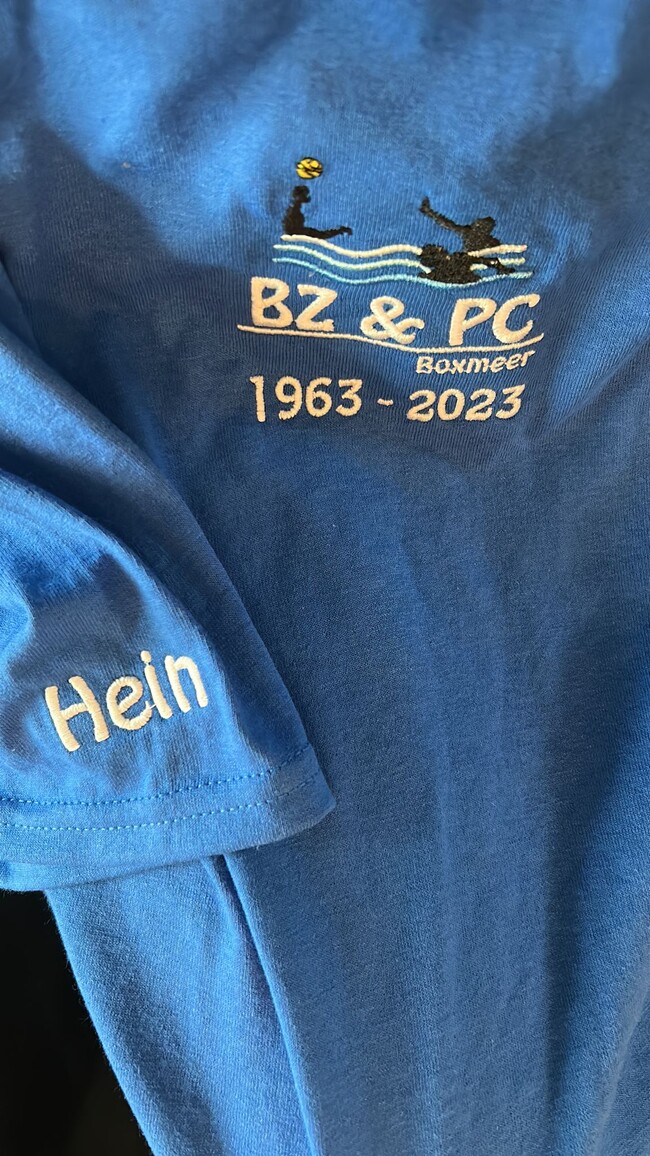 BZ & PC
Boxmeer
1963 - 2023
Hein